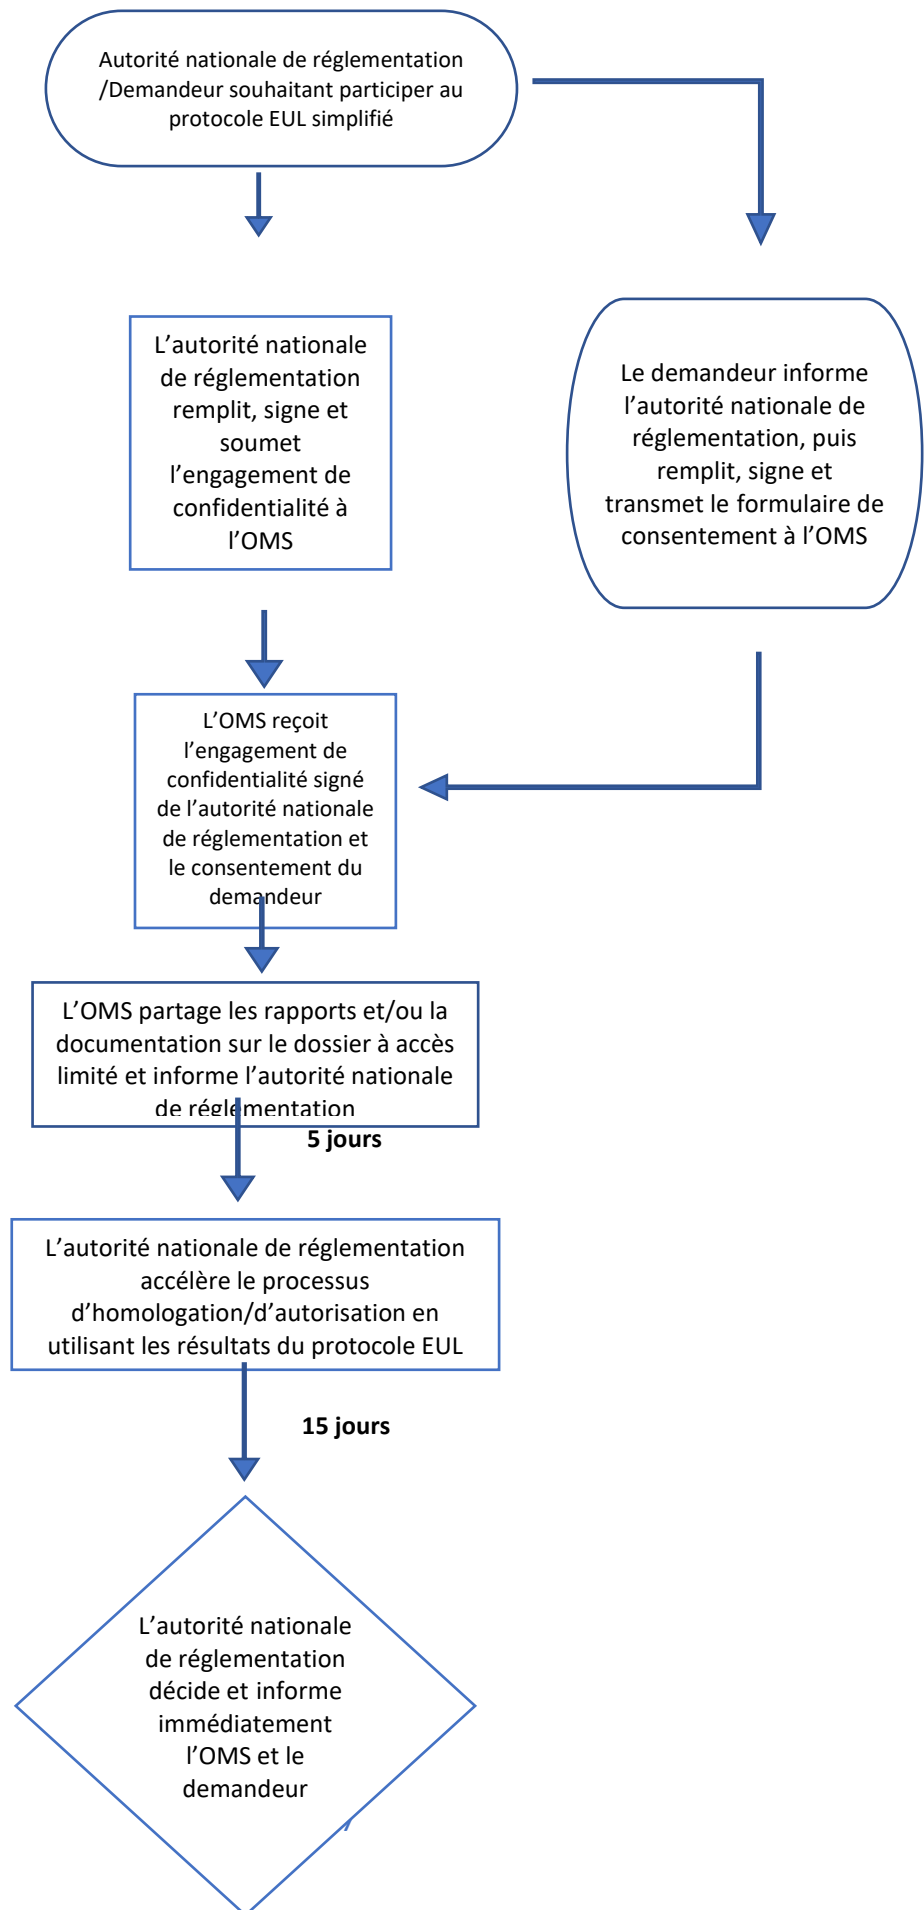 Autorité nationale de réglementation
/Demandeur souhaitant participer au
protocole EUL simplifié
L’autorité nationale
de réglementation
remplit, signe et
soumet
l’engagement de
confidentialité à
l’OMS
Le demandeur informe
l’autorité nationale de
réglementation, puis
remplit, signe et
transmet le formulaire de
consentement à l’OMS
L’OMS reçoit
l’engagement de
confidentialité signé
de l’autorité nationale
de réglementation et
le consentement du
demandeur
L’OMS partage les rapports et/ou la
documentation sur le dossier à accès
limité et informe l’autorité nationale
de réglementation
5 jours
L’autorité nationale de réglementation
accélère le processus
d’homologation/d’autorisation en
utilisant les résultats du protocole EUL
15 jours
L’autorité nationale
de réglementation
décide et informe
immédiatement
l’OMS et le
demandeur